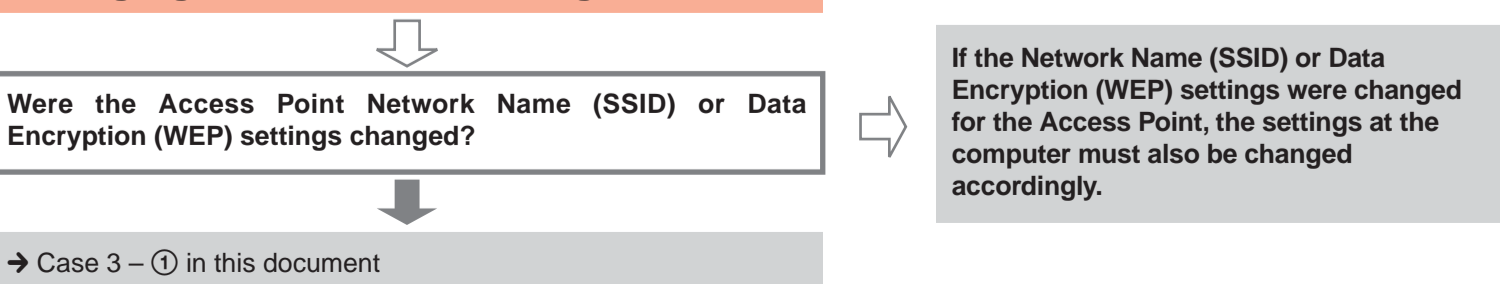 Were the Access Point Network Name (SSID) or Data
Encryption (WEP) settings changed?
If the Network Name (SSID) or Data
Encryption (WEP) settings were changed
for the Access Point, the settings at the
computer must also be changed
accordingly.
➔ Case 3 – ① in this document